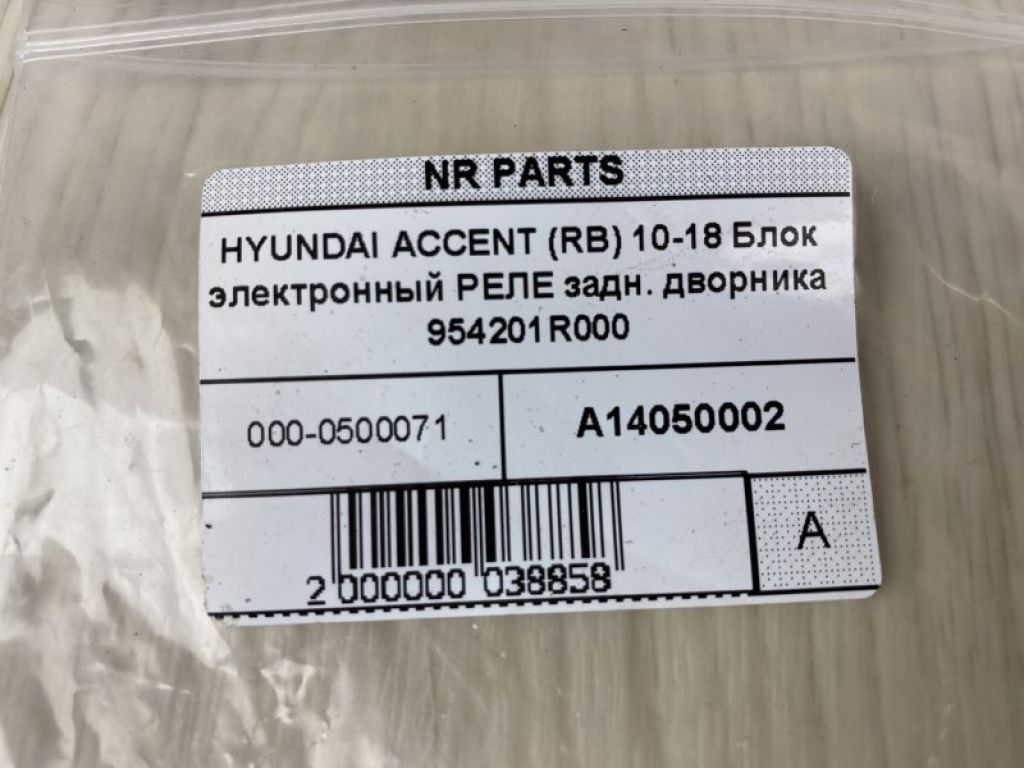 NR PARTS
HYUNDAI ACCENT (RB) 10-18 Блок
электронный РЕЛЕ задн. дворника
954201R000
000-0500071
A14050002
2 000000 038858
A